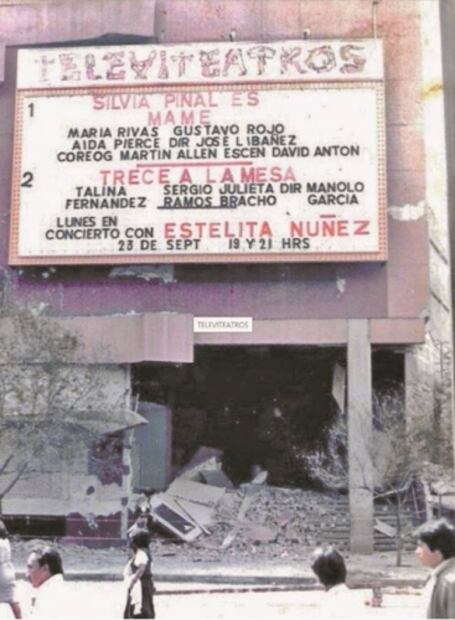 TELEVITEATROS
1 SILVIA PINAL ES
MAME
MARIA RIVAS GUSTAVO ROJO
AIDA PIERCE DIR JOSE LIBAÑEZ
COREOG MARTIN ALLEN ESCEN DAVID ANTON
2 TRECE A LA MESA
TALINA SERGIO JULIETA DIR MANOLO
FERNANDEZ RAMOS BRACHO GARCIA
LUNES EN
CONCIERTO CON ESTELITA NUÑEZ
23 DE SEPT 19 Y 21 HRS
TELEVITEATROS